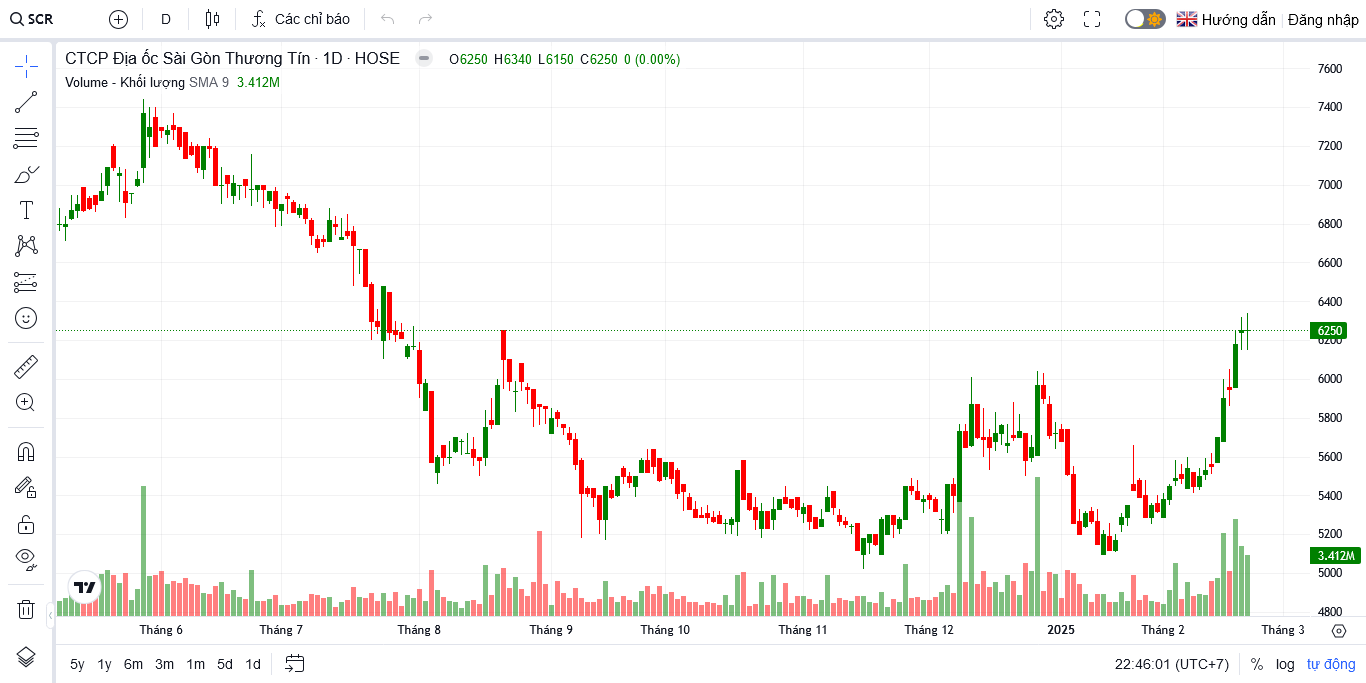 SCR D Các chỉ báo Hướng dẫn Đăng nhập
CTCP Địa ốc Sài Gòn Thương Tín · 1D · HOSE O6250 H6340 L6150 C6250 0 (0.00%)
Volume - Khối lượng SMA 9 3.412M
7600
7400
7200
7000
6800
6600
6400
6250
6200
6000
5800
5600
5400
5200
3.412M
5000
4800
Tháng 6 Tháng 7 Tháng 8 Tháng 9 Tháng 10 Tháng 11 Tháng 12 2025 Tháng 2 Tháng 3
5y 1y 6m 3m 1m 5d 1d 22:46:01 (UTC+7) % log tự động